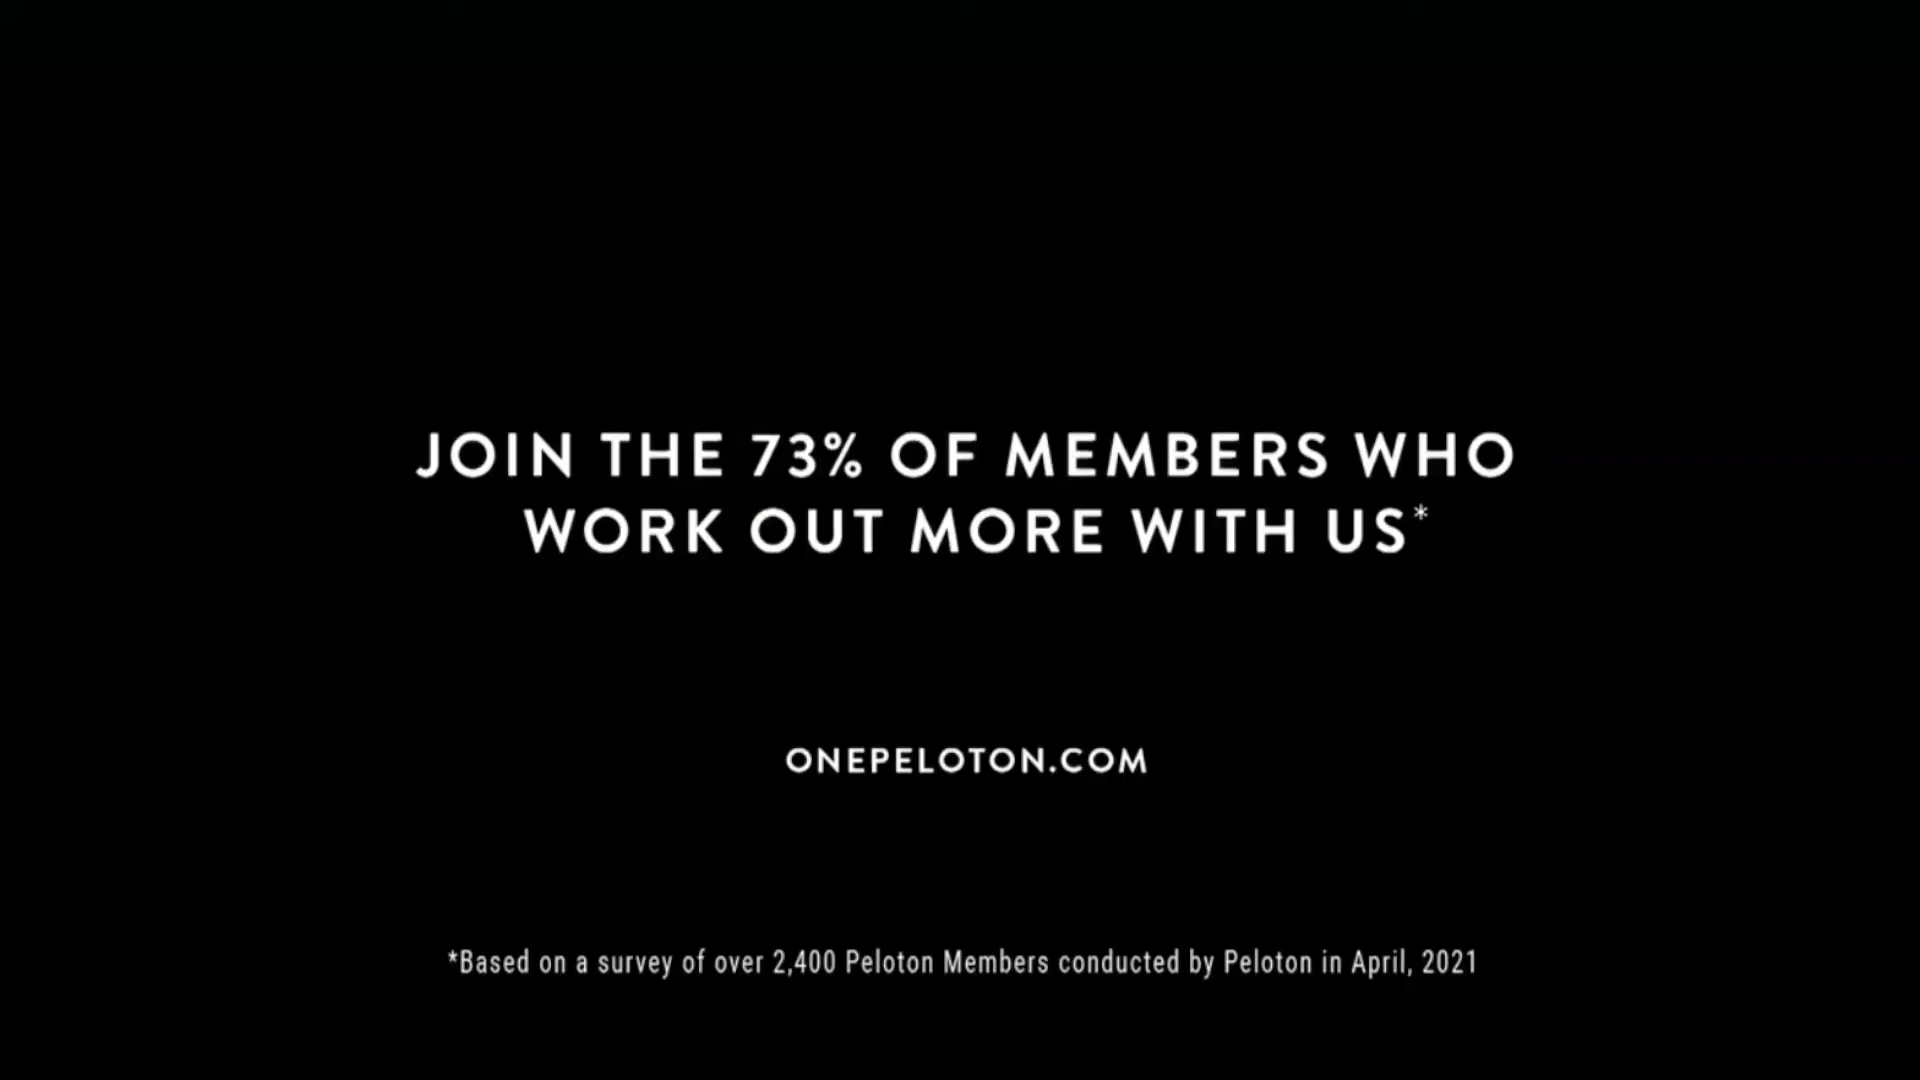 JOIN THE 73% OF MEMBERS WHO
WORK OUT MORE WITH US*
ONEPELOTON.COM
*Based on a survey of over 2,400 Peloton Members conducted by Peloton in April, 2021